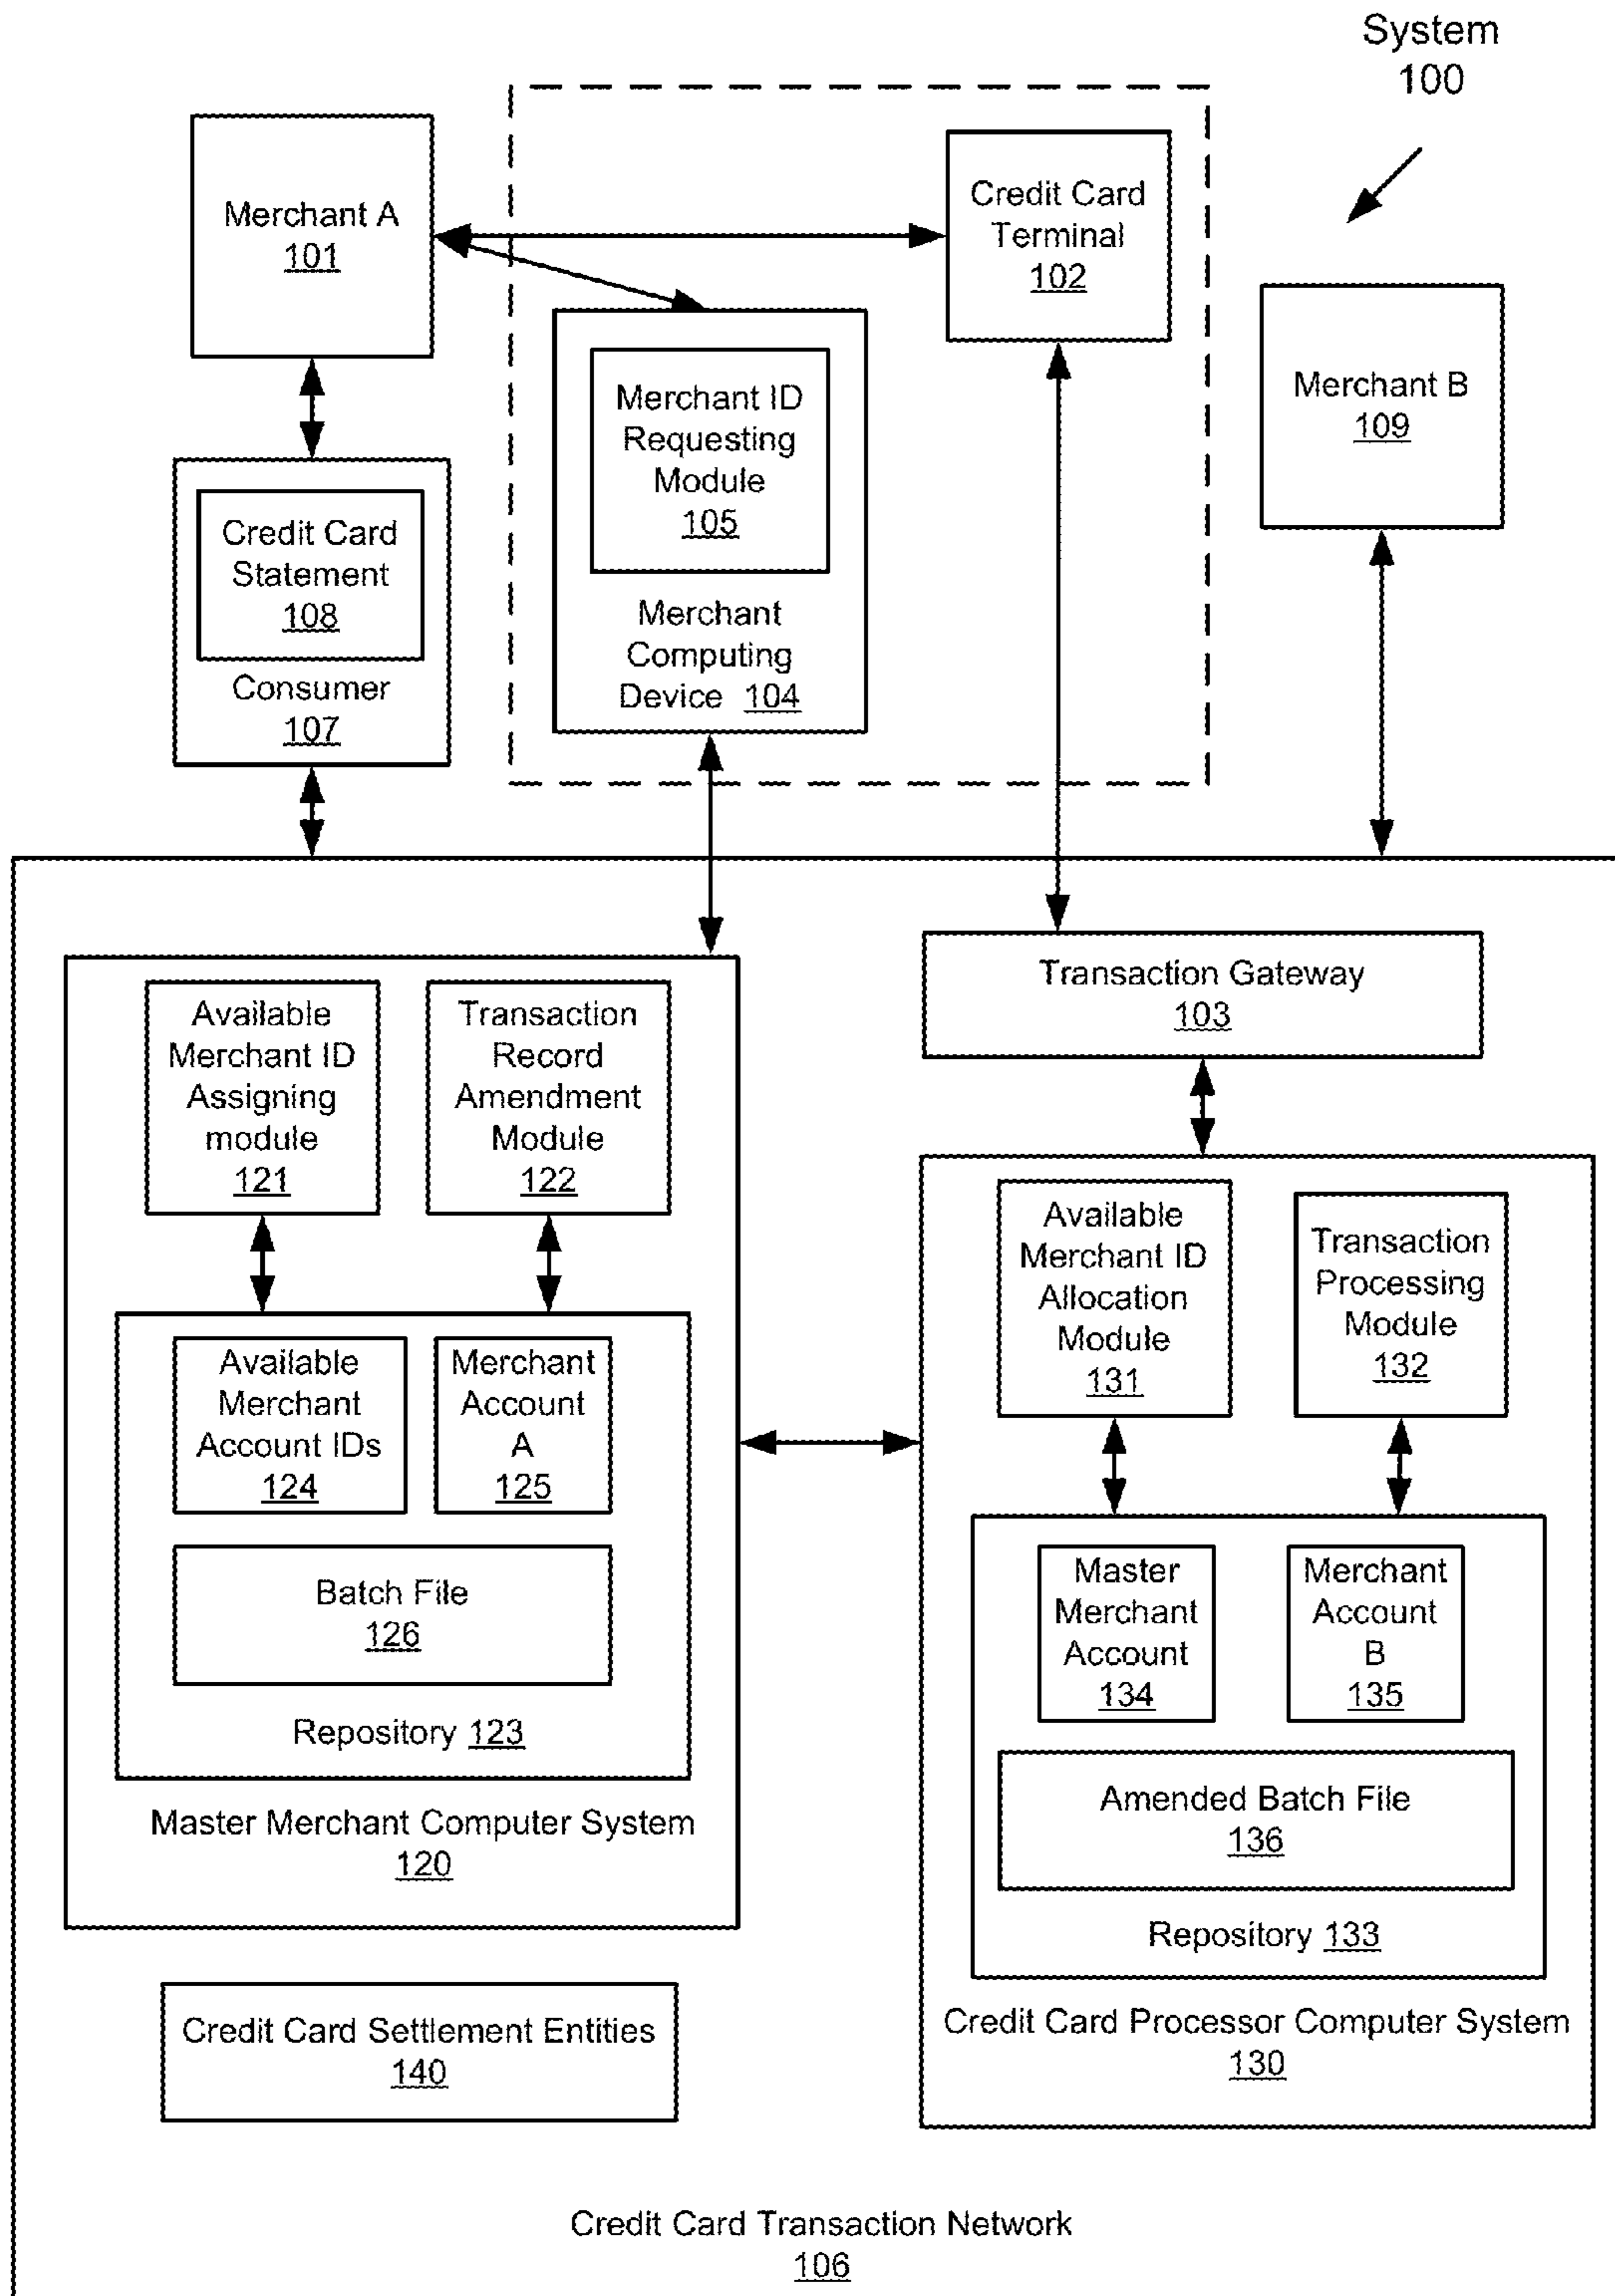 System
100
Merchant A
101
Credit Card
Terminal
102
Merchant ID
Requesting
Module
105
Merchant
Computing
Device 104
Merchant B
109
Credit Card
Statement
108
Consumer
107
Transaction Gateway
103
Available
Merchant ID
Assigning
module
121
Transaction
Record
Amendment
Module
122
Available
Merchant
Account IDs
124
Merchant
Account
A
125
Batch File
126
Repository 123
Master Merchant Computer System
120
Available
Merchant ID
Allocation
Module
131
Transaction
Processing
Module
132
Master
Merchant
Account
134
Merchant
Account
B
135
Amended Batch File
136
Repository 133
Credit Card Processor Computer System
130
Credit Card Settlement Entities
140
Credit Card Transaction Network
106